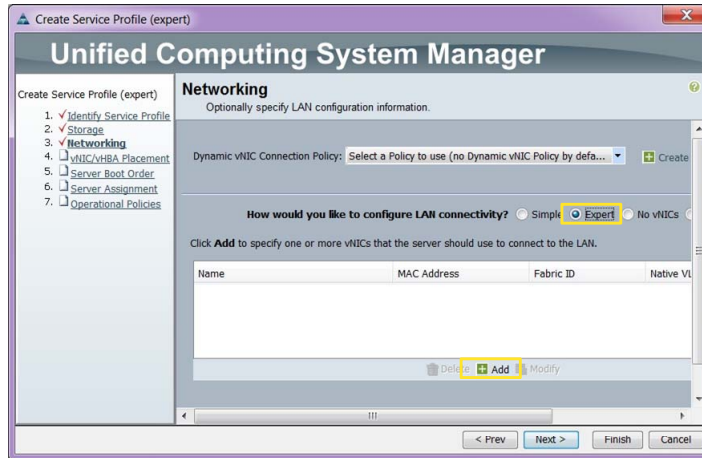 Create Service Profile (expert)
Unified Computing System Manager
Create Service Profile (expert)
1. Identify Service Profile
2. Storage
3. Networking
4. vNIC/vHBA Placement
5. Server Boot Order
6. Server Assignment
7. Operational Policies
Networking
Optionally specify LAN configuration information.
Dynamic vNIC Connection Policy: Select a Policy to use (no Dynamic vNIC Policy by defa... Create
How would you like to configure LAN connectivity? Simple Expert No vNICs
Click Add to specify one or more vNICs that the server should use to connect to the LAN.
Name MAC Address Fabric ID Native VL
Delete Add Modify
< Prev Next > Finish Cancel